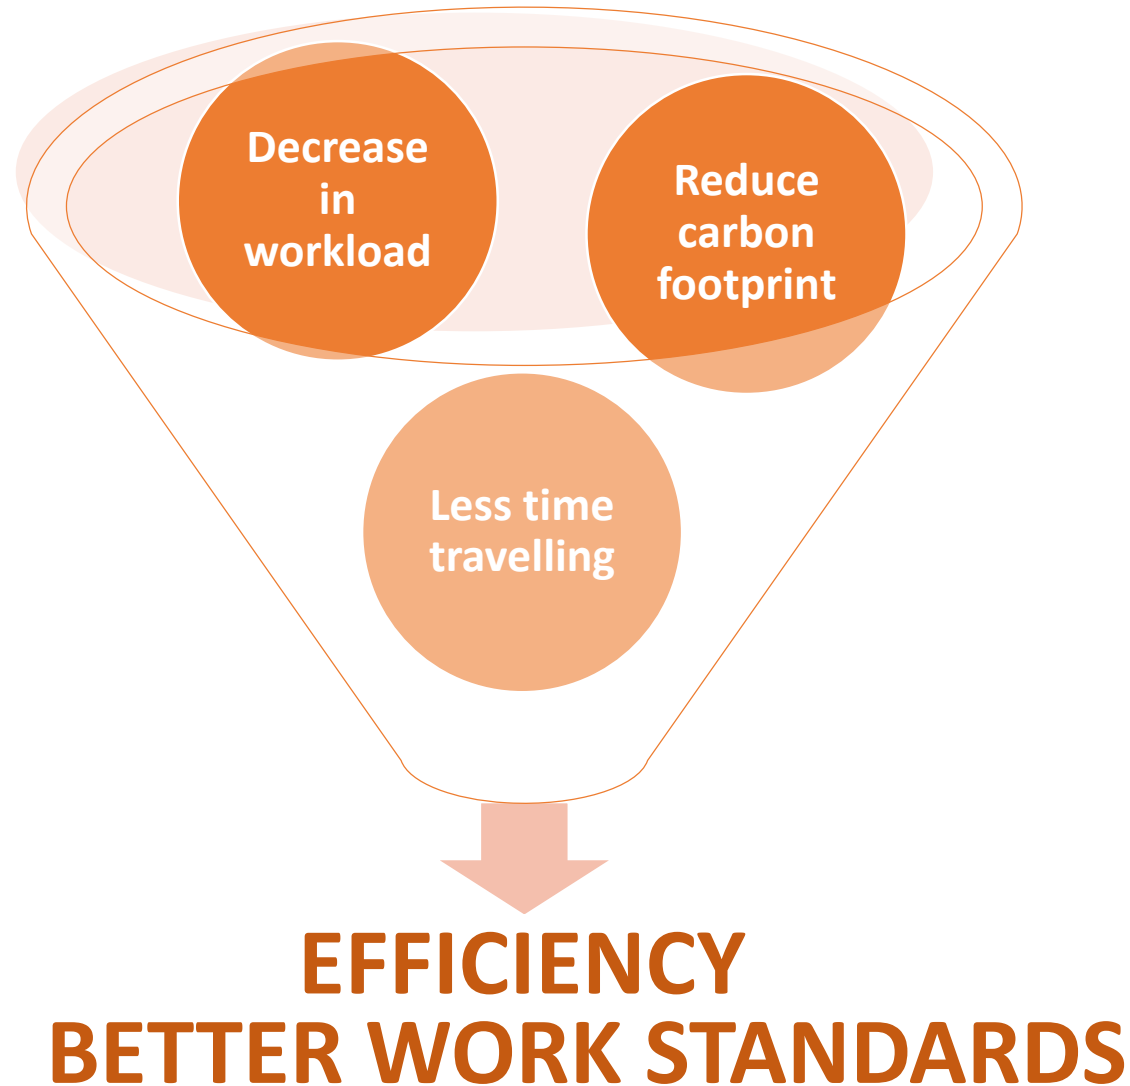 Decrease
in
workload
Reduce
carbon
footprint
Less time
travelling
EFFICIENCY
BETTER WORK STANDARDS